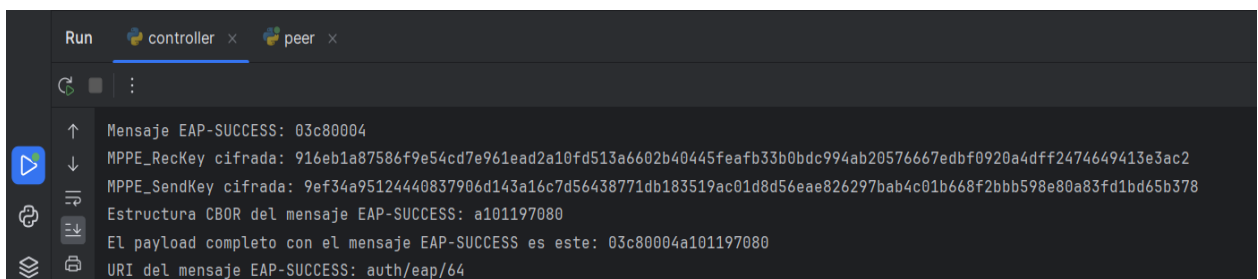 Run controller × peer ×
Mensaje EAP-SUCCESS: 03c80004
MPPE_RecKey cifrada: 916eb1a87586f9e54cd7e961ead2a10fd513a6602b40445feafb33b0bdc994ab20576667edbf0920a4dff2474649413e3ac2
MPPE_SendKey cifrada: 9ef34a95124440837906d143a16c7d56438771db183519ac01d8d56eae826297bab4c01b668f2bbb598e80a83fd1bd65b378
Estructura CBOR del mensaje EAP-SUCCESS: a101197080
El payload completo con el mensaje EAP-SUCCESS es este: 03c80004a101197080
URI del mensaje EAP-SUCCESS: auth/eap/64